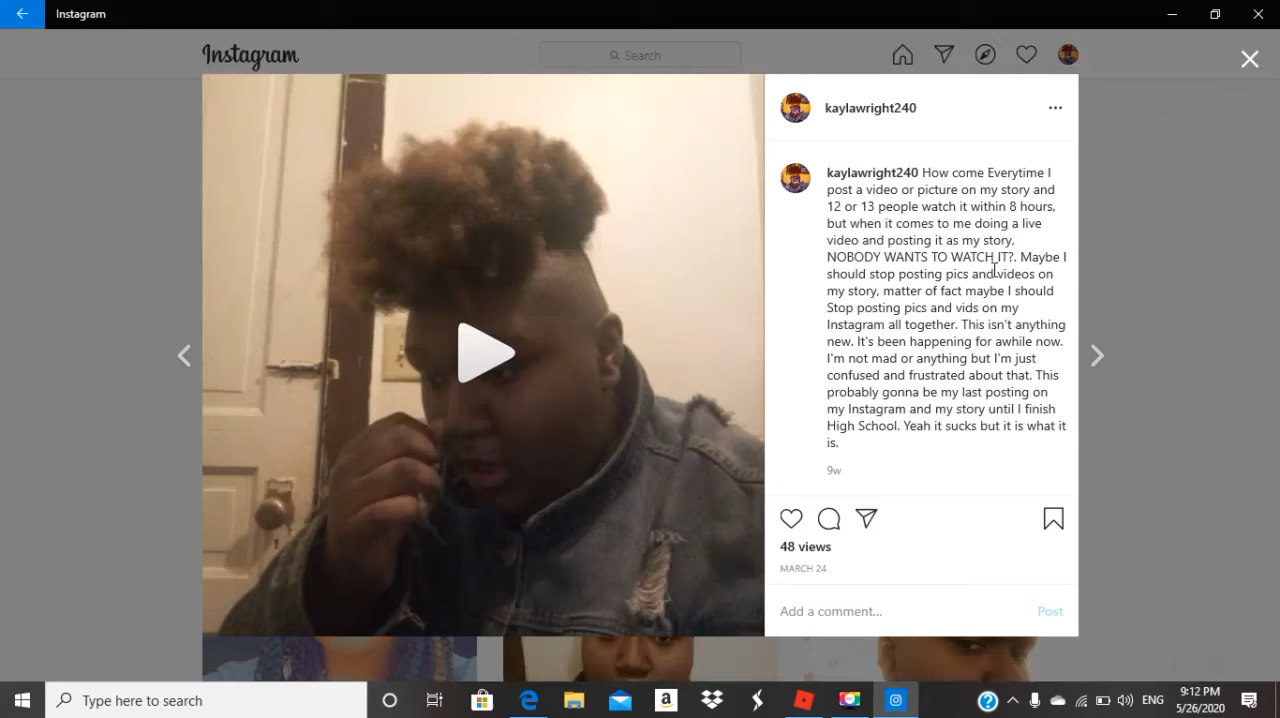 Instagram
Instagram
Search
kaylawright240
kaylawright240 How come Everytime I
post a video or picture on my story and
12 or 13 people watch it within 8 hours,
but when it comes to me doing a live
video and posting it as my story,
NOBODY WANTS TO WATCH IT?. Maybe I
should stop posting pics and videos on
my story, matter of fact maybe I should
Stop posting pics and vids on my
Instagram all together. This isn't anything
new. It's been happening for awhile now.
I'm not mad or anything but I'm just
confused and frustrated about that. This
probably gonna be my last posting on
my Instagram and my story until I finish
High School. Yeah it sucks but it is what it
is.
9w
48 views
MARCH 24
Add a comment...
Post
Type here to search
ENG
9:12 PM
5/26/2020